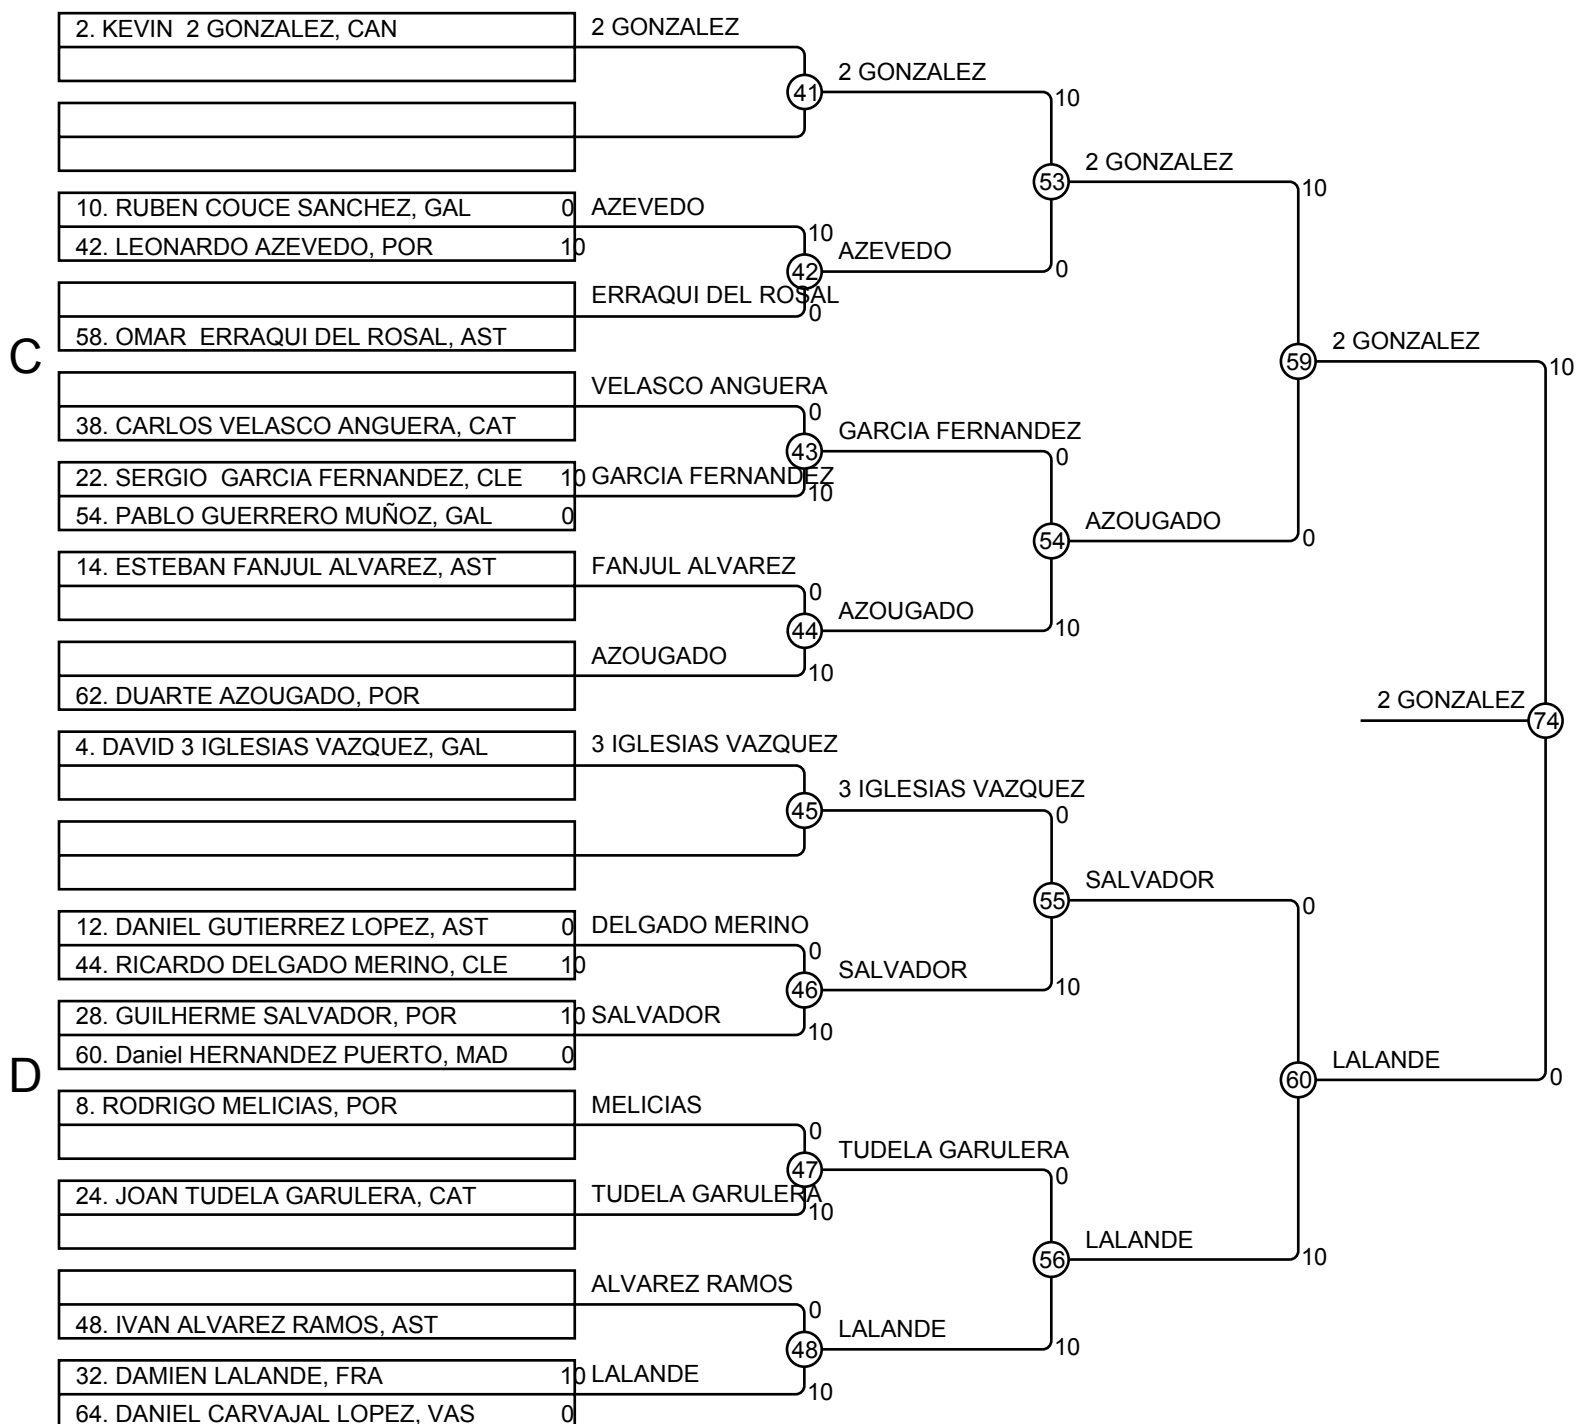 2. KEVIN  2 GONZALEZ, CAN
2 GONZALEZ
41
2 GONZALEZ
10
53
2 GONZALEZ
10
10. RUBEN COUCE SANCHEZ, GAL 0
42. LEONARDO AZEVEDO, POR 10
AZEVEDO
10
42
AZEVEDO
0
ERRAQUI DEL ROSAL
0
58. OMAR  ERRAQUI DEL ROSAL, AST
C
59
2 GONZALEZ
10
38. CARLOS VELASCO ANGUERA, CAT
VELASCO ANGUERA
0
43
GARCIA FERNANDEZ
0
22. SERGIO  GARCIA FERNANDEZ, CLE 10
54. PABLO GUERRERO MUÑOZ, GAL 0
GARCIA FERNANDEZ
10
54
AZOUGADO
0
14. ESTEBAN FANJUL ALVAREZ, AST
FANJUL ALVAREZ
0
44
AZOUGADO
10
AZOUGADO
10
62. DUARTE AZOUGADO, POR
2 GONZALEZ
74
4. DAVID 3 IGLESIAS VAZQUEZ, GAL
3 IGLESIAS VAZQUEZ
45
3 IGLESIAS VAZQUEZ
0
55
SALVADOR
0
12. DANIEL GUTIERREZ LOPEZ, AST 0
44. RICARDO DELGADO MERINO, CLE 10
DELGADO MERINO
0
46
SALVADOR
10
28. GUILHERME SALVADOR, POR 10
60. Daniel HERNANDEZ PUERTO, MAD 0
SALVADOR
10
D
60
LALANDE
0
8. RODRIGO MELICIAS, POR
MELICIAS
0
47
TUDELA GARULERA
0
24. JOAN TUDELA GARULERA, CAT
TUDELA GARULERA
10
56
LALANDE
10
ALVAREZ RAMOS
0
48. IVAN ALVAREZ RAMOS, AST
48
LALANDE
10
32. DAMIEN LALANDE, FRA 10
64. DANIEL CARVAJAL LOPEZ, VAS 0
LALANDE
10